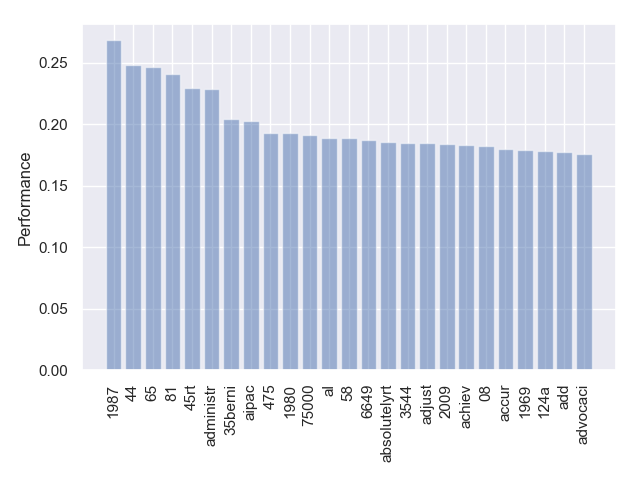 Performance
0.25
0.20
0.15
0.10
0.05
0.00
1987
44
65
81
45rt
administr
35berni
aipac
475
1980
75000
al
58
6649
absolutelyrt
3544
adjust
2009
achiev
08
accur
1969
124a
add
advocaci